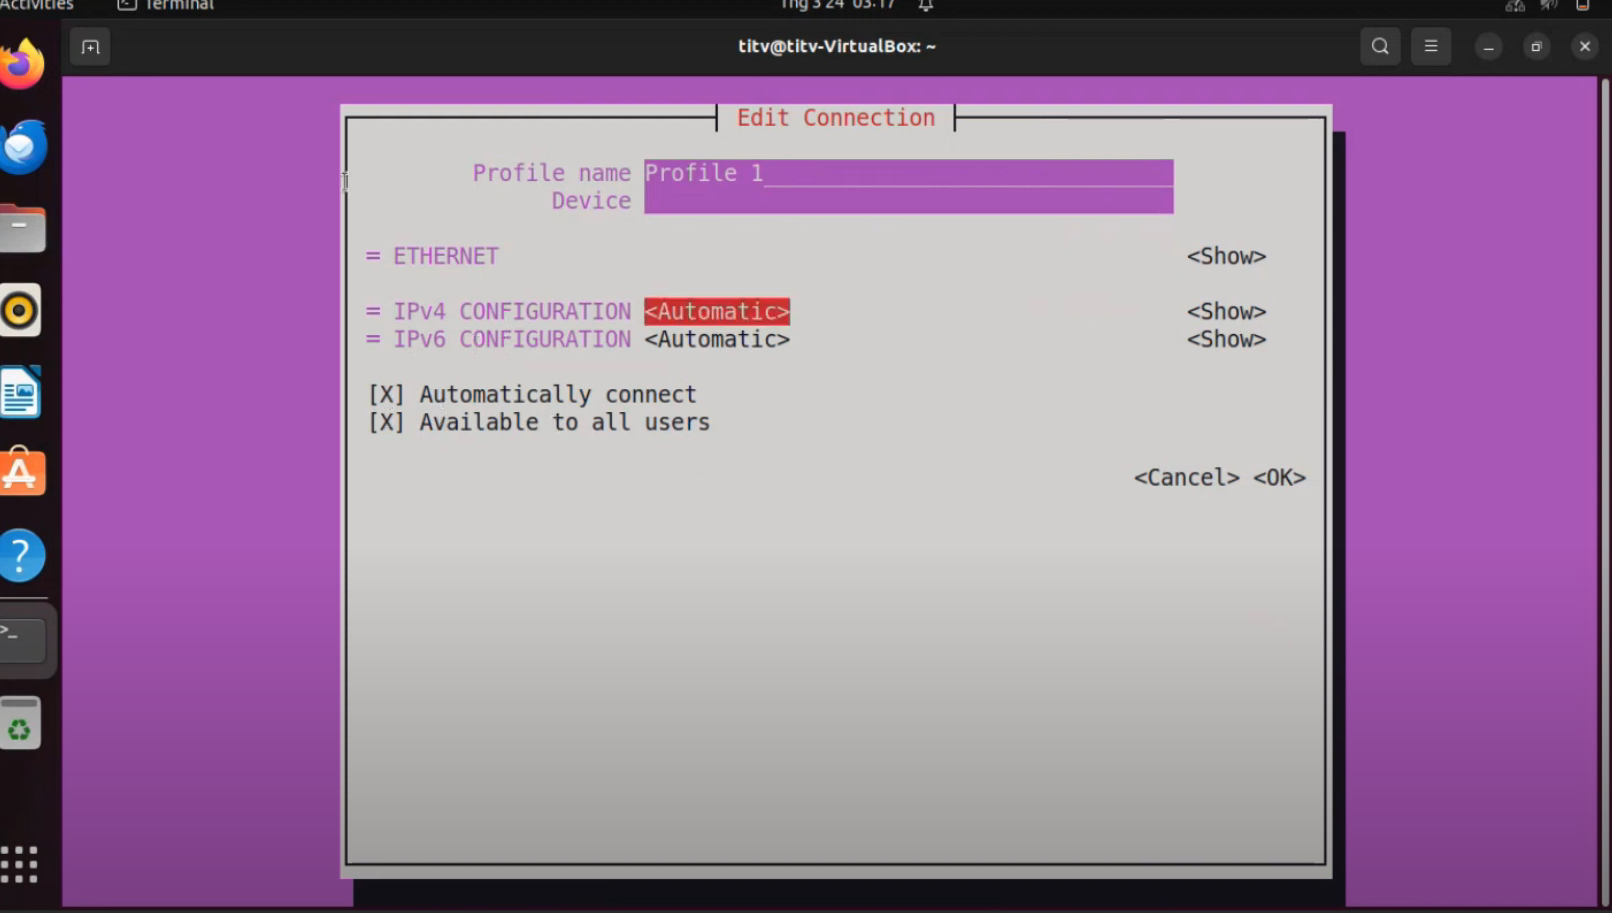 Activities
Terminal
Thg 3 24 03:17
titv@titv-VirtualBox: ~
Edit Connection
Profile name Profile 1
Device
= ETHERNET <Show>
= IPv4 CONFIGURATION <Automatic> <Show>
= IPv6 CONFIGURATION <Automatic> <Show>
[X] Automatically connect
[X] Available to all users
<Cancel> <OK>